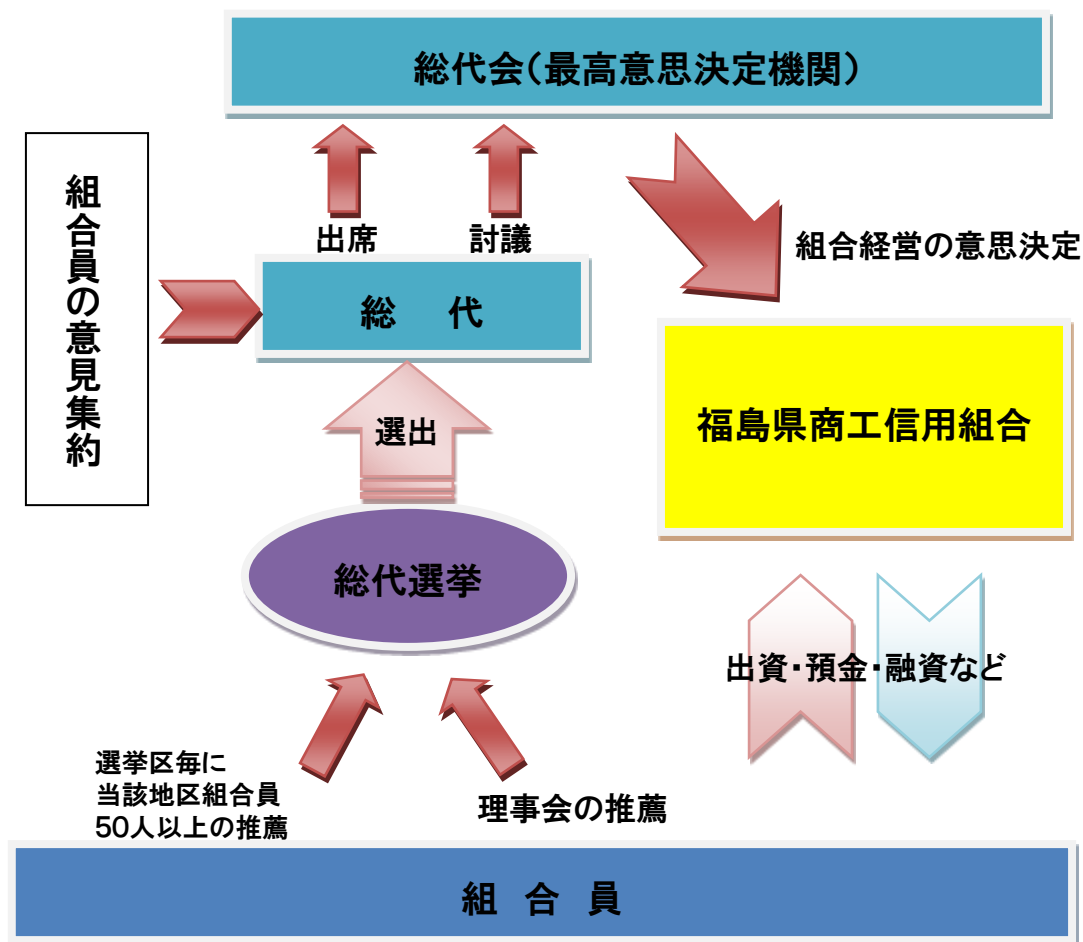 総代会（最高意思決定機関）
組合員の意見集約
出席
討議
組合経営の意思決定
総 代
福島県商工信用組合
選出
総代選挙
出資・預金・融資など
選挙区毎に
当該地区組合員
50人以上の推薦
理事会の推薦
組 合 員